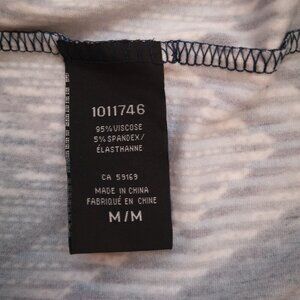 1011746
95% VISCOSE
5% SPANDEX/
ÉLASTHANNE
CA 59169
MADE IN CHINA
FABRIQUÉ EN CHINE
M/M